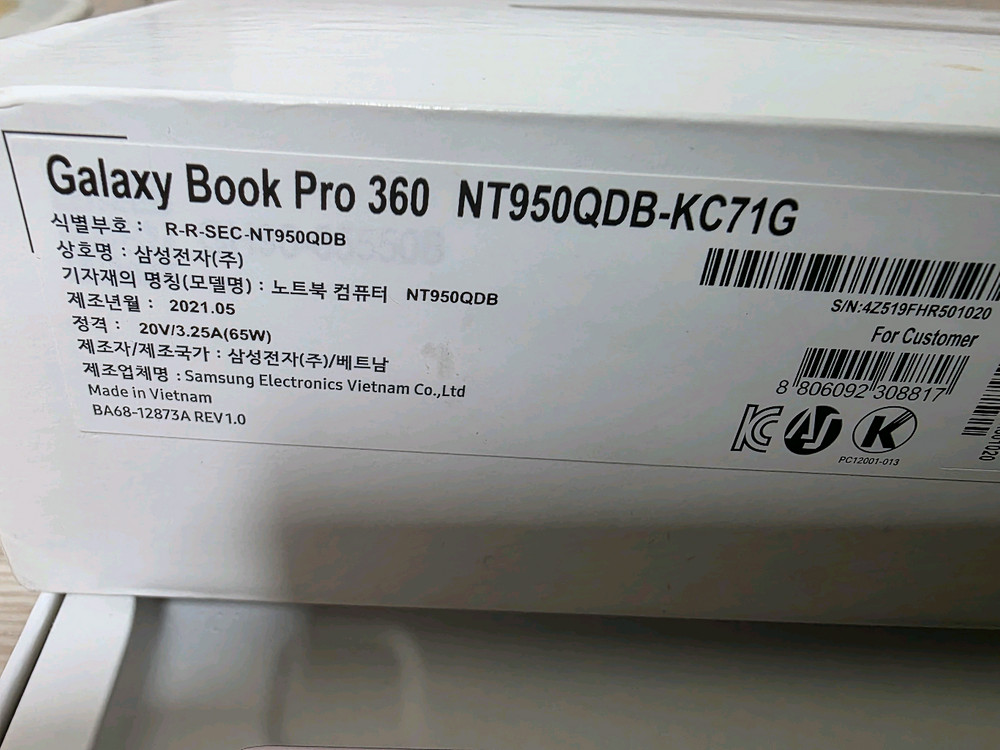 Galaxy Book Pro 360 NT950QDB-KC71G
식별부호 : R-R-SEC-NT950QDB
상호명 : 삼성전자(주)
기자재의 명칭(모델명) : 노트북 컴퓨터 NT950QDB
제조년월 : 2021.05
정격 : 20V/3.25A(65W)
제조자/제조국가 : 삼성전자(주)/베트남
제조업체명 : Samsung Electronics Vietnam Co.,Ltd
Made in Vietnam
BA68-12873A REV1.0
S/N:4Z519FHR501020
For Customer
8 806092 308817
K
PC12001-013